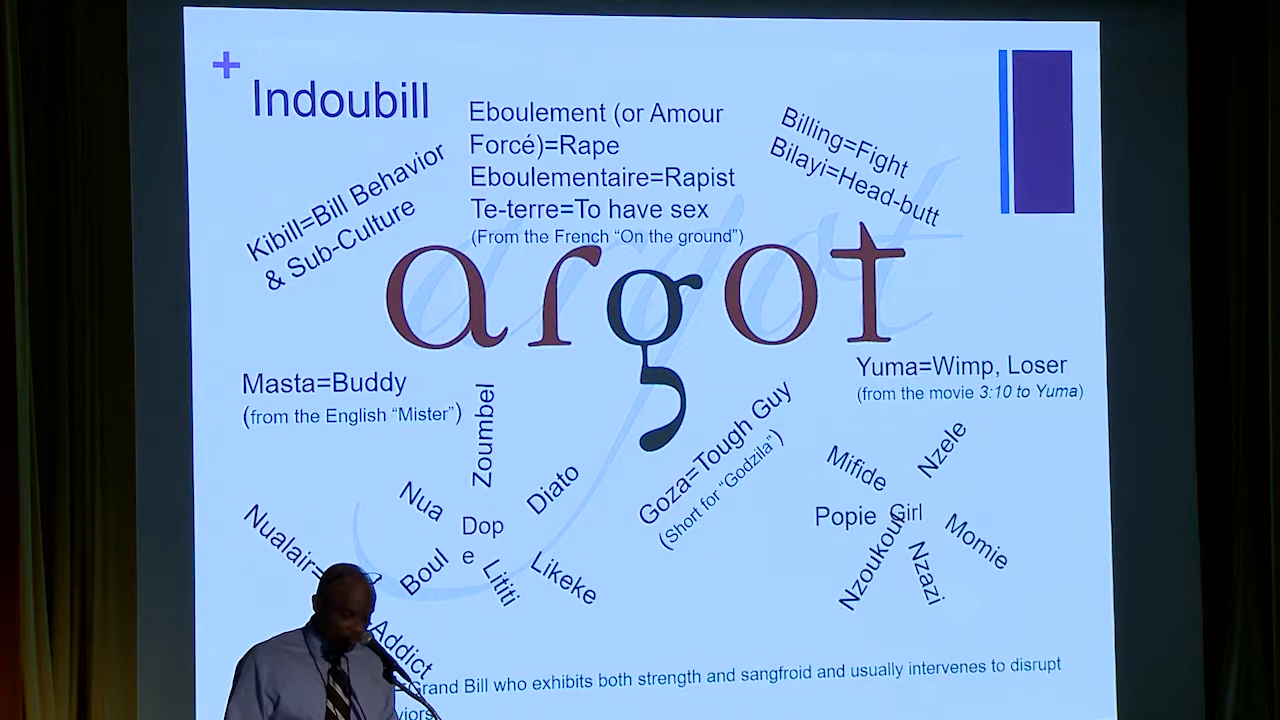 +
Indoubill
Eboulement (or Amour
Forcé)=Rape
Eboulementaire=Rapist
Te-terre=To have sex
(From the French “On the ground”)
Billing=Fight
Bilayi=Head-butt
Kibill=Bill Behavior
& Sub-Culture
argot
argot
Masta=Buddy
(from the English “Mister”)
Yuma=Wimp, Loser
(from the movie 3:10 to Yuma)
Goza=Tough Guy
(Short for “Godzila”)
Zoumbel
Nua
Diato
Dop
e
Boul
Lititi
Likeke
Nualair=
Addict
Mifide
Nzele
Popie
Girl
Momie
Nzoukou
Nzazi
=Grand Bill who exhibits both strength and sangfroid and usually intervenes to disrupt